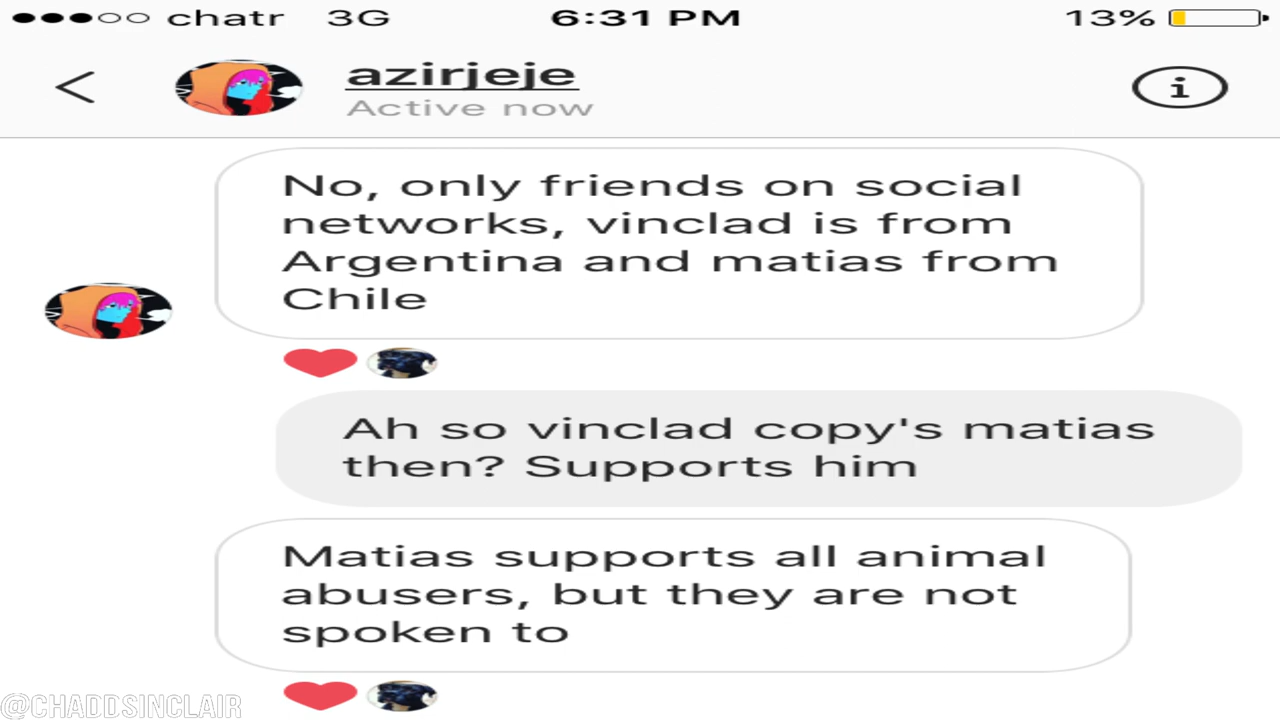 chatr 3G 6:31 PM 13%
azirjeje
Active now
No, only friends on social
networks, vinclad is from
Argentina and matias from
Chile
Ah so vinclad copy's matias
then? Supports him
Matias supports all animal
abusers, but they are not
spoken to
@CHADDSINCLAIR